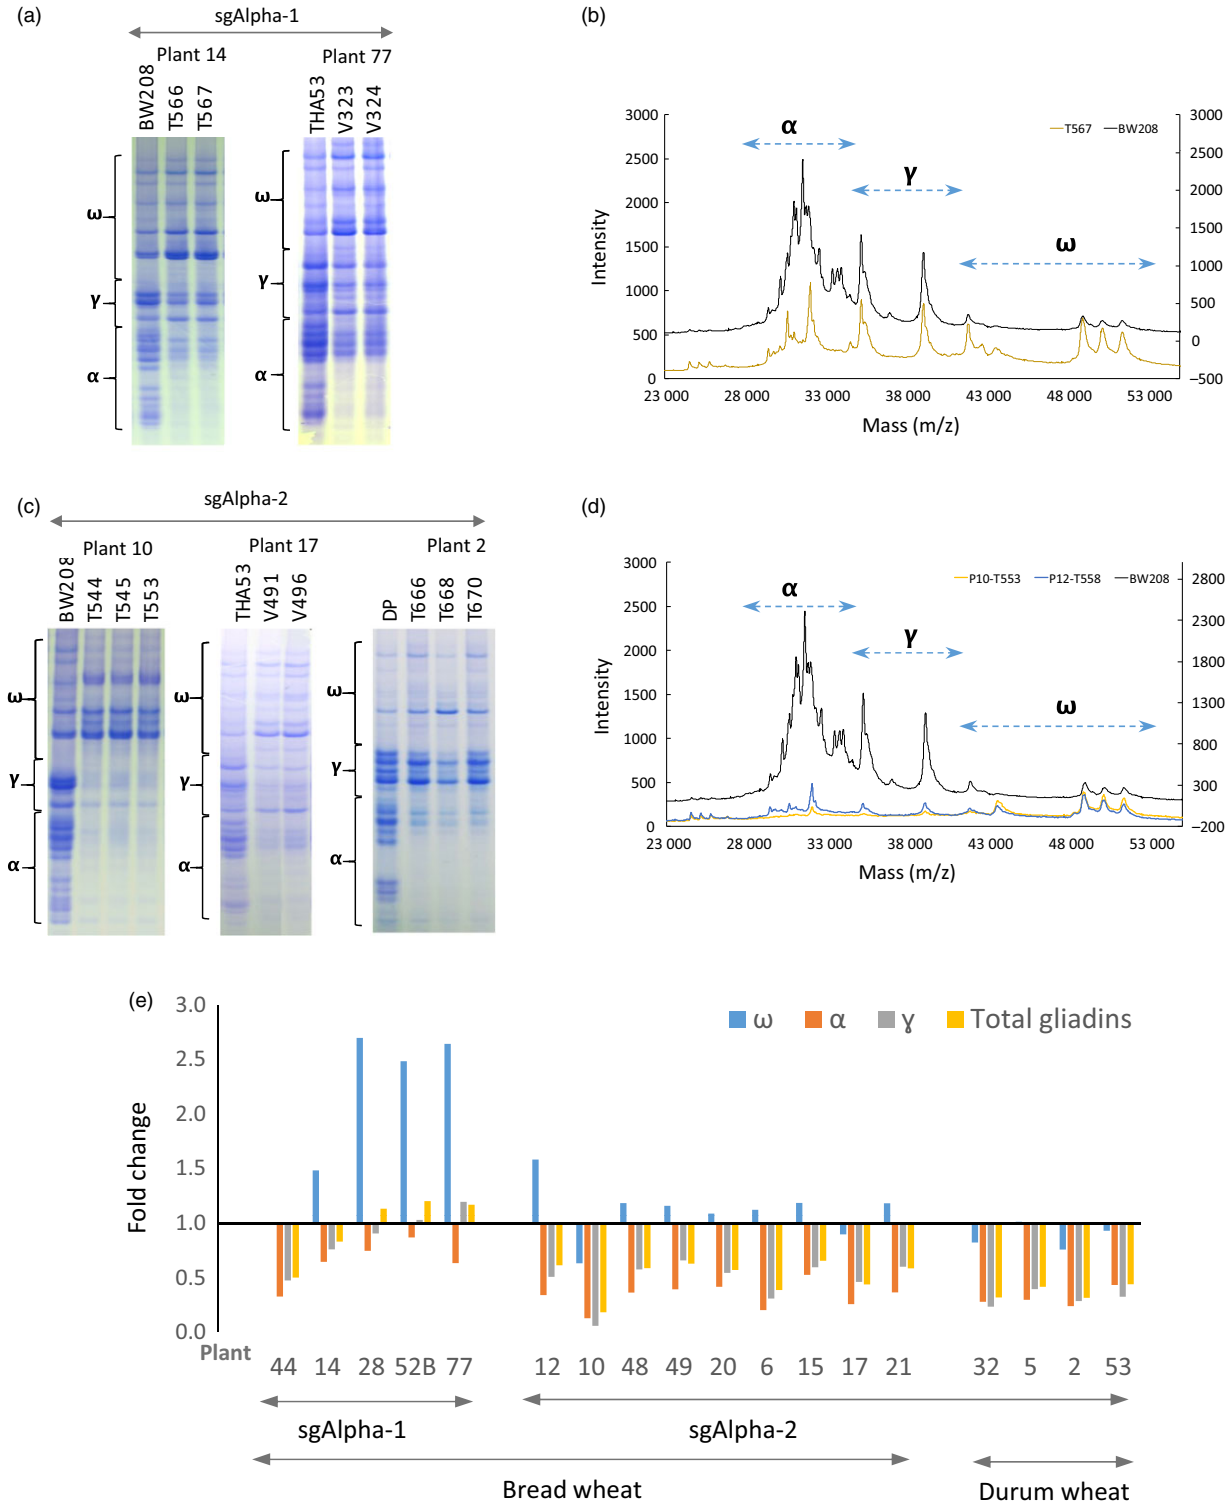 (a)
sgAlpha-1
Plant 14
Plant 77
BW208
T566
T567
THA53
V323
V324
ω
γ
α
ω
γ
α
(b)
3000
2500
2000
1500
1000
500
0
3000
2500
2000
1500
1000
500
0
–500
Intensity
α
γ
ω
T567
BW208
23 000
28 000
33 000
38 000
43 000
48 000
53 000
Mass (m/z)
(c)
sgAlpha-2
Plant 10
Plant 17
Plant 2
BW208
T544
T545
T553
THA53
V491
V496
DP
T666
T668
T670
ω
γ
α
ω
γ
α
ω
γ
α
(d)
3000
2500
2000
1500
1000
500
0
2800
2300
1800
1300
800
300
–200
Intensity
α
γ
ω
P10-T553
P12-T558
BW208
23 000
28 000
33 000
38 000
43 000
48 000
53 000
Mass (m/z)
(e)
3.0
2.5
2.0
1.5
1.0
0.5
0.0
Fold change
ω
α
γ
Total gliadins
Plant
44 14 28 52B 77 12 10 48 49 20 6 15 17 21 32 5 2 53
sgAlpha-1
sgAlpha-2
Bread wheat
Durum wheat